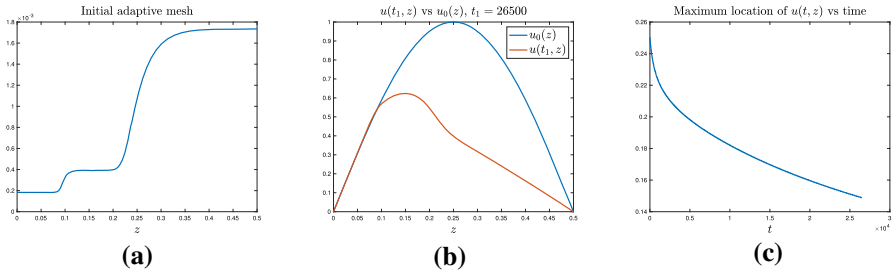 Initial adaptive mesh
×10⁻³
1.8
1.6
1.4
1.2
1
0.8
0.6
0.4
0.2
0
0 0.05 0.1 0.15 0.2 0.25 0.3 0.35 0.4 0.45 0.5
z
(a)
u(t₁, z) vs u₀(z), t₁ = 26500
u₀(z)
u(t₁, z)
1
0.9
0.8
0.7
0.6
0.5
0.4
0.3
0.2
0.1
0
0 0.05 0.1 0.15 0.2 0.25 0.3 0.35 0.4 0.45 0.5
z
(b)
Maximum location of u(t, z) vs time
0.26
0.24
0.22
0.2
0.18
0.16
0.14
0 1 2 3
×10⁴
t
(c)